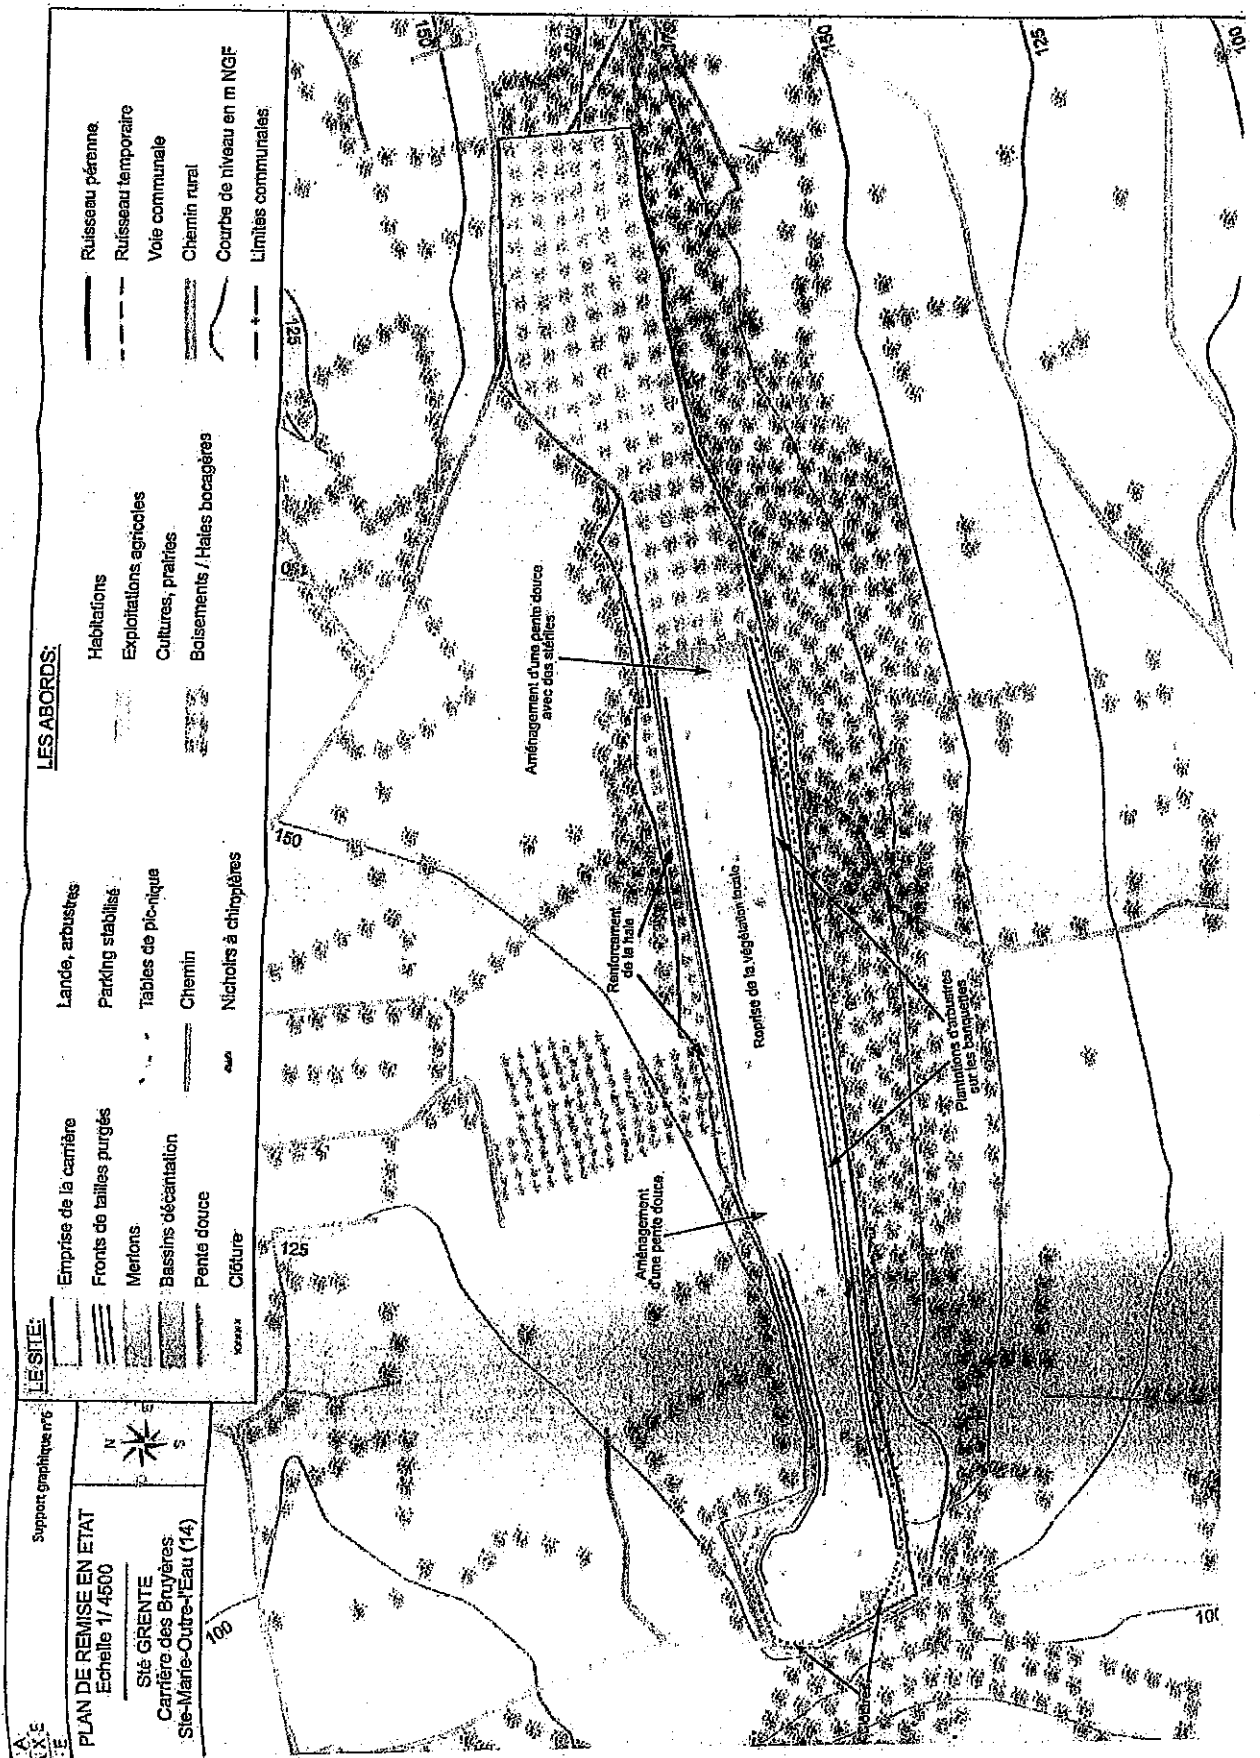 Support graphique n°6
PLAN DE REMISE EN ETAT
Echelle 1/ 4500
Sté GRENTE
Carrière des Bruyères
Ste-Marie-Outre-l'Eau (14)
N
S
E
LE SITE:
Emprise de la carrière
Fronts de tailles purgés
Merlons
Bassins décantation
Pente douce
Clôture
Lande, arbustres
Parking stabilisé
Tables de pic-nique
Chemin
Nichoirs à chiroptères
LES ABORDS:
Habitations
Exploitations agricoles
Cultures, prairies
Boisements / Haies bocagères
Ruisseau pérenne
Ruisseau temporaire
Voie communale
Chemin rural
Courbe de niveau en m NGF
Limites communales
100
125
150
150
125
150
150
125
100
100
Aménagement d'une pente douce
avec des stériles
Renforcement
de la haie
Reprise de la végétation locale
Aménagement
d'une pente douce
Plantations d'arbustres
sur les banquettes